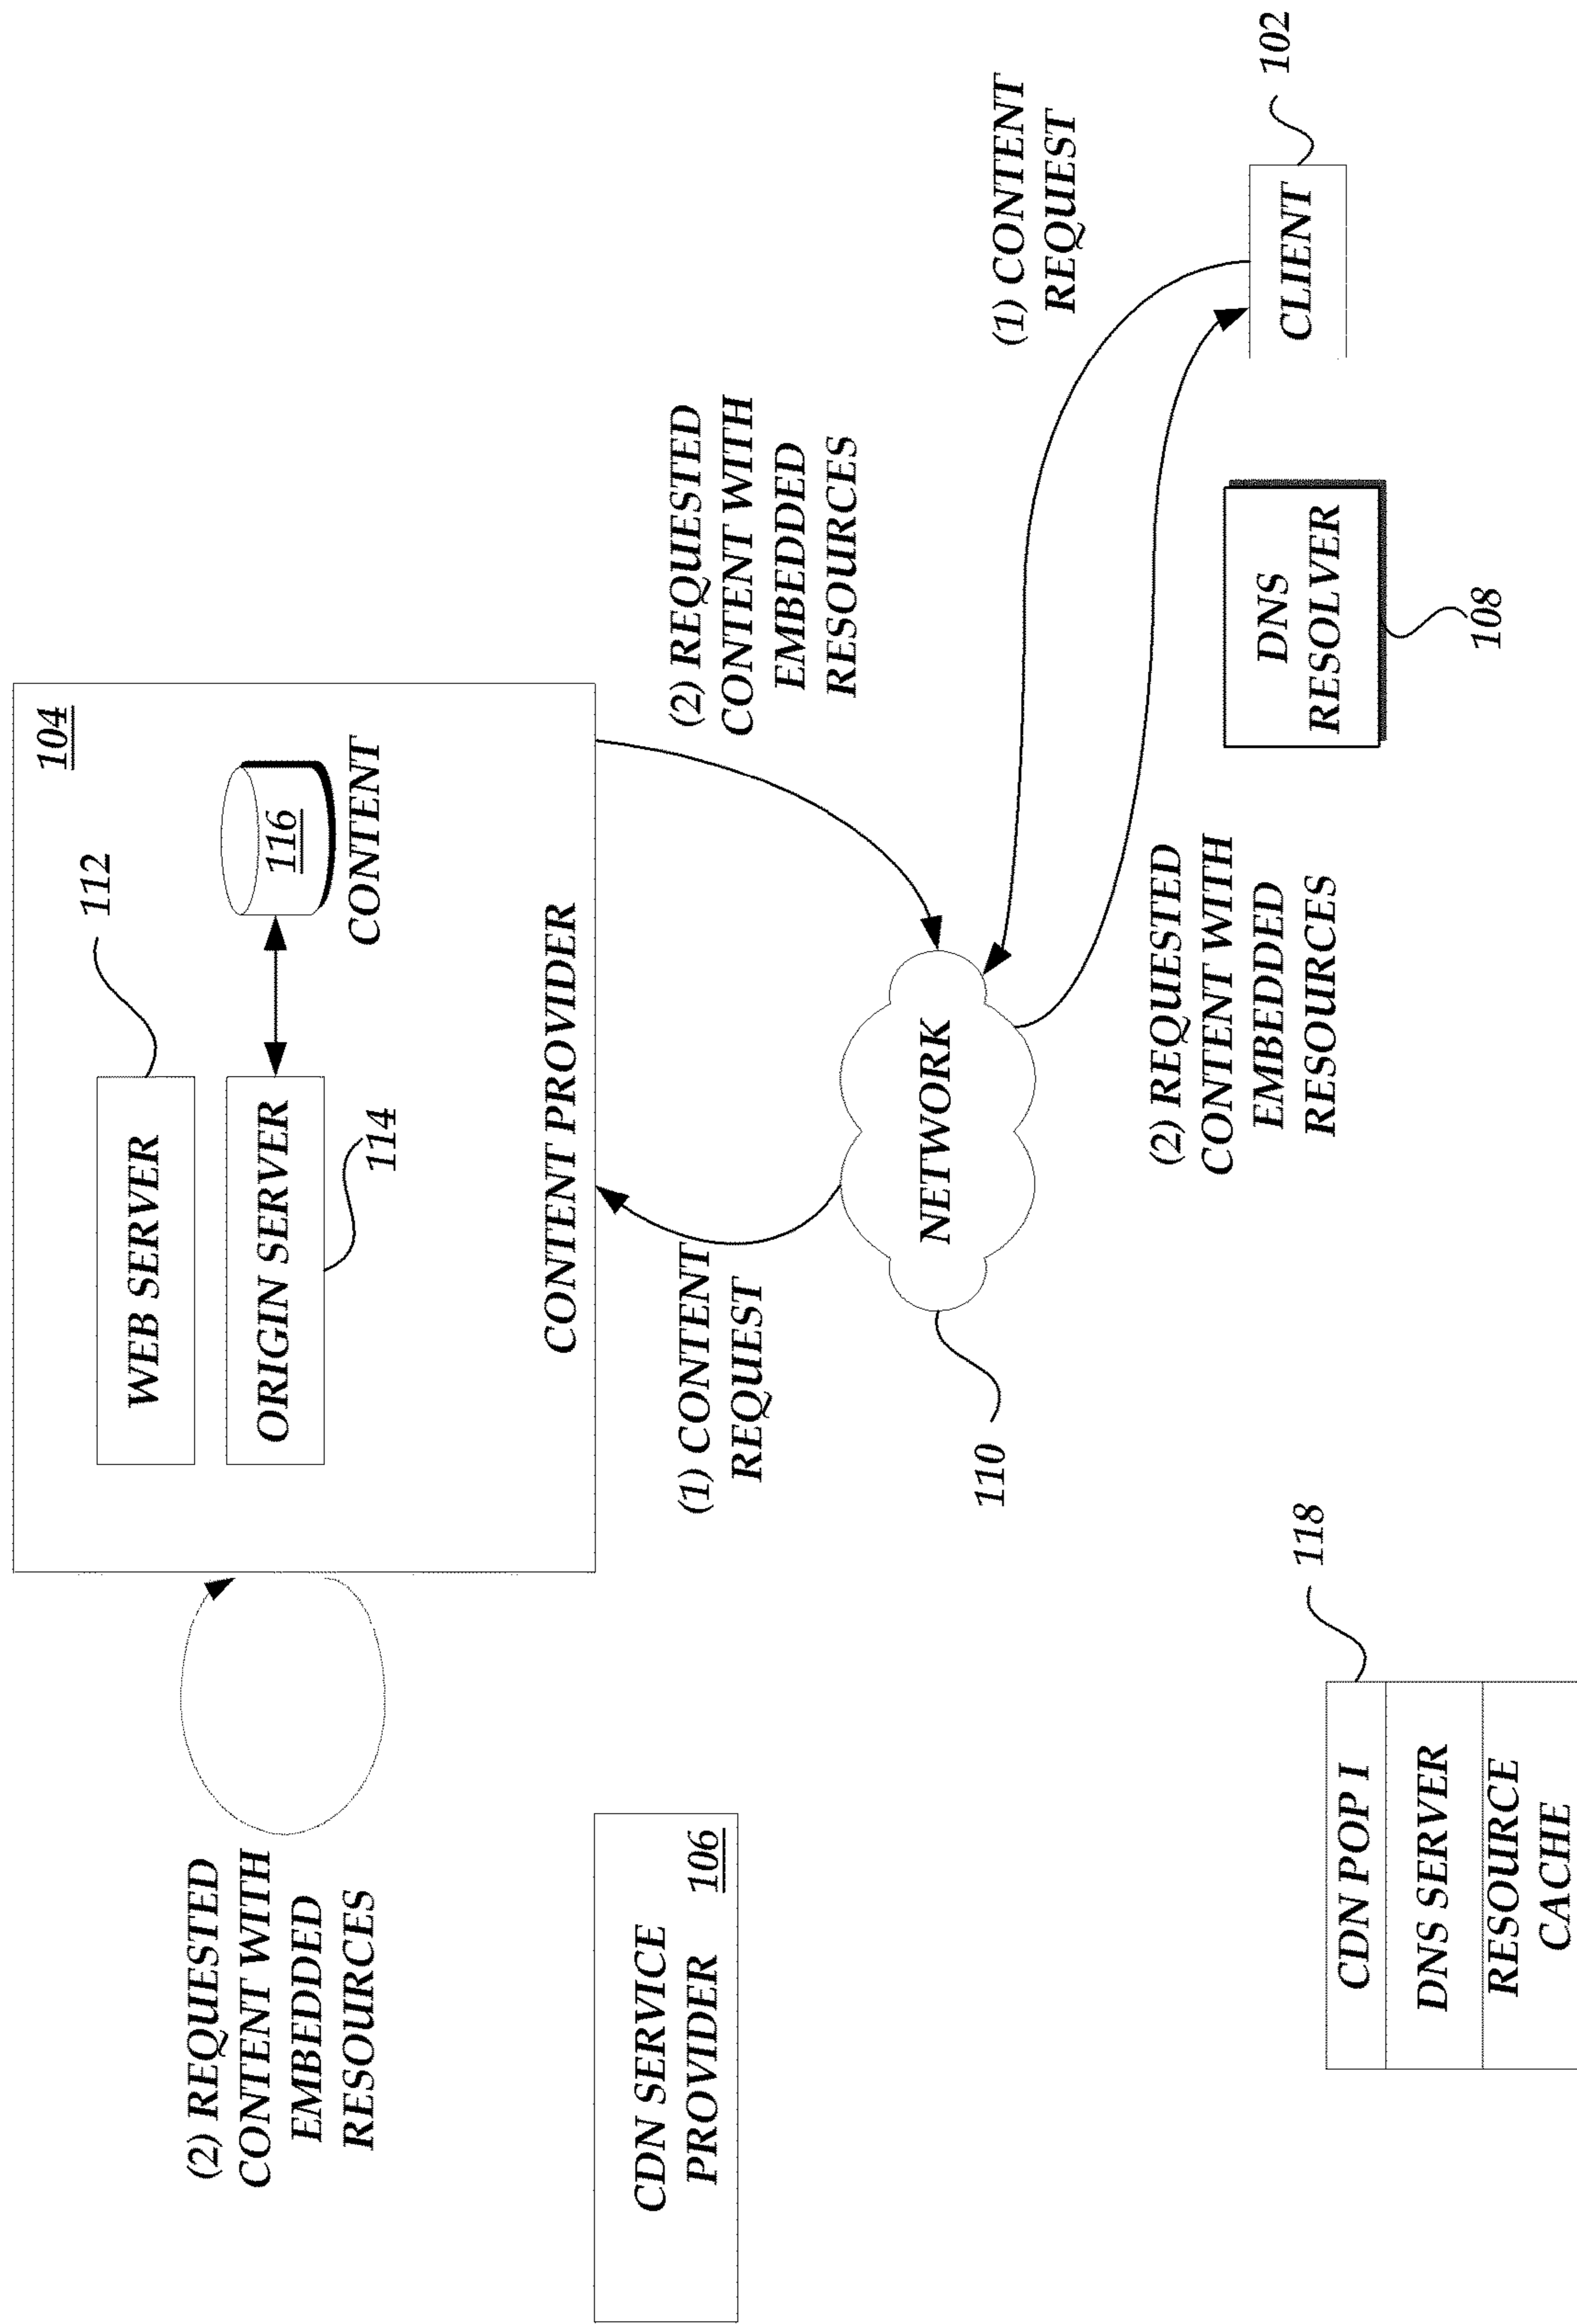 104
112
WEB SERVER
(2) REQUESTED
CONTENT WITH
EMBEDDED
RESOURCES
ORIGIN SERVER
116
114
CONTENT
CONTENT PROVIDER
CDN SERVICE
PROVIDER 106
(1) CONTENT
REQUEST
(2) REQUESTED
CONTENT WITH
EMBEDDED
RESOURCES
NETWORK
110
(1) CONTENT
REQUEST
(2) REQUESTED
CONTENT WITH
EMBEDDED
RESOURCES
CLIENT
102
DNS
RESOLVER
108
118
CDN POP I
DNS SERVER
RESOURCE
CACHE